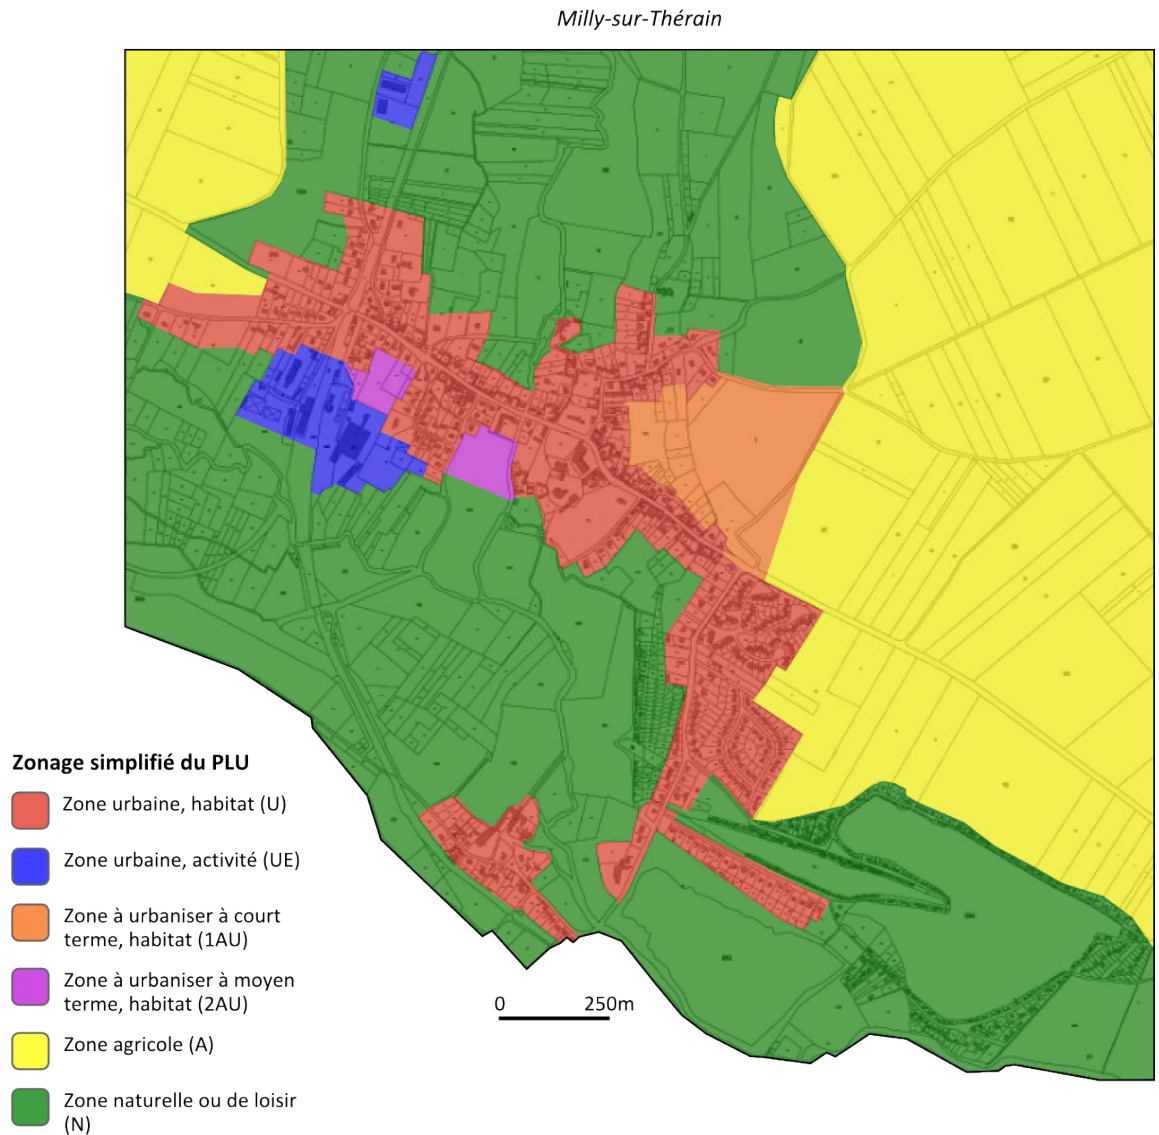 Milly-sur-Thérain
Zonage simplifié du PLU
Zone urbaine, habitat (U)
Zone urbaine, activité (UE)
Zone à urbaniser à court
terme, habitat (1AU)
Zone à urbaniser à moyen
terme, habitat (2AU)
Zone agricole (A)
Zone naturelle ou de loisir
(N)
0 250m